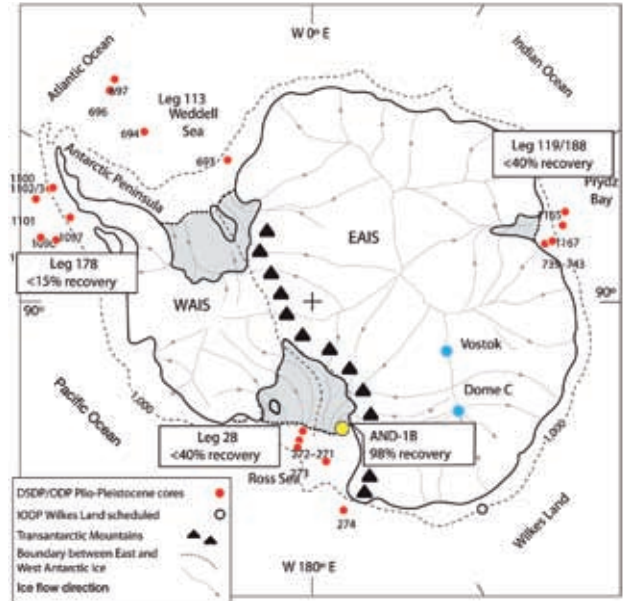 W 0° E
Atlantic Ocean
Indian Ocean
697
696
Leg 113
Weddell
Sea
694
693
Leg 119/188
<40% recovery
Prydz
Bay
Antarctic Peninsula
1100
1102/3
1101
1097
1167
EAIS
Leg 178
<15% recovery
WAIS
90°
90°
Vostok
Dome C
Pacific Ocean
1,000
1,000
Leg 28
<40% recovery
AND-1B
98% recovery
272-271
273
Ross Sea
274
Wilkes Land
W 180° E
DSDP/ODP Plio-Pleistocene cores
IODP Wilkes Land scheduled
Transantarctic Mountains
Boundary between East and
West Antarctic Ice
Ice flow direction